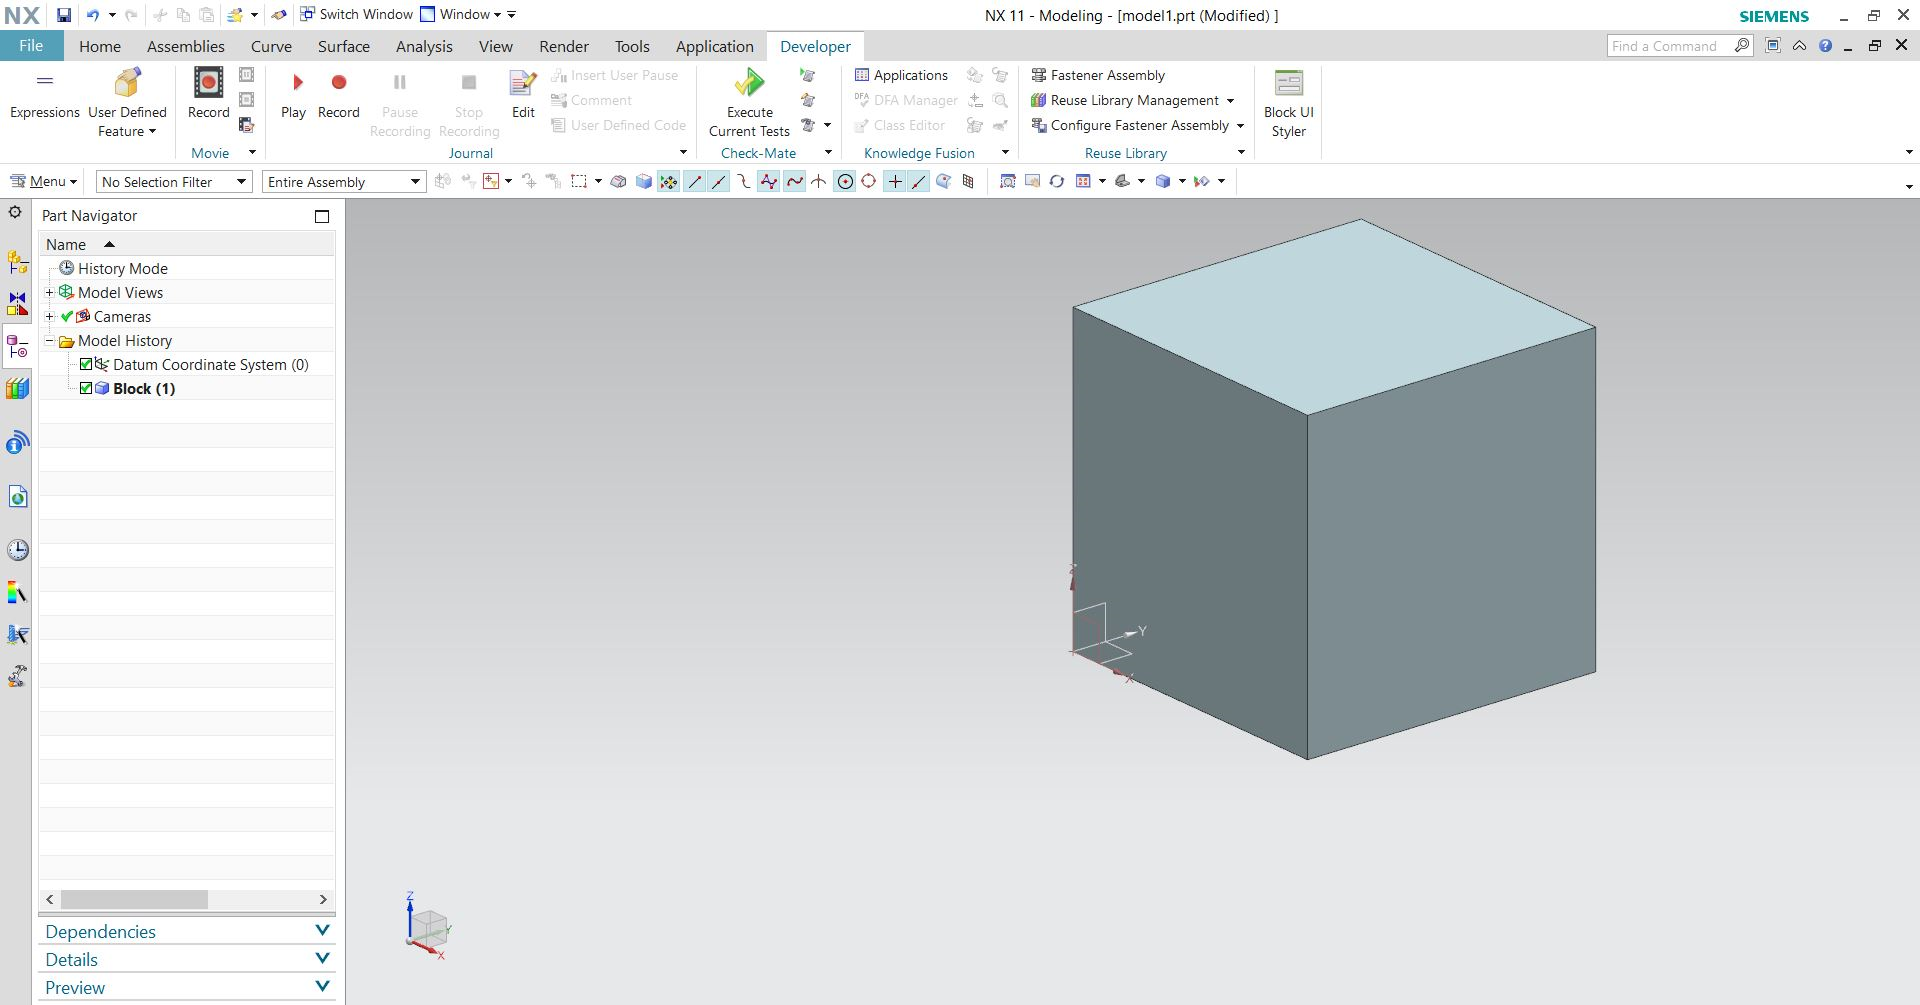 NX
Switch Window
Window
NX 11 - Modeling - [model1.prt (Modified) ]
SIEMENS
File
Home
Assemblies
Curve
Surface
Analysis
View
Render
Tools
Application
Developer
Find a Command
Expressions
User Defined
Feature
Record
Movie
Play
Record
Pause
Recording
Stop
Recording
Edit
Insert User Pause
Comment
User Defined Code
Journal
Execute
Current Tests
Check-Mate
Applications
DFA Manager
Class Editor
Knowledge Fusion
Fastener Assembly
Reuse Library Management
Configure Fastener Assembly
Reuse Library
Block UI
Styler
Menu
No Selection Filter
Entire Assembly
Part Navigator
Name
History Mode
Model Views
Cameras
Model History
Datum Coordinate System (0)
Block (1)
Z
Y
X
Z
Y
X
Dependencies
Details
Preview